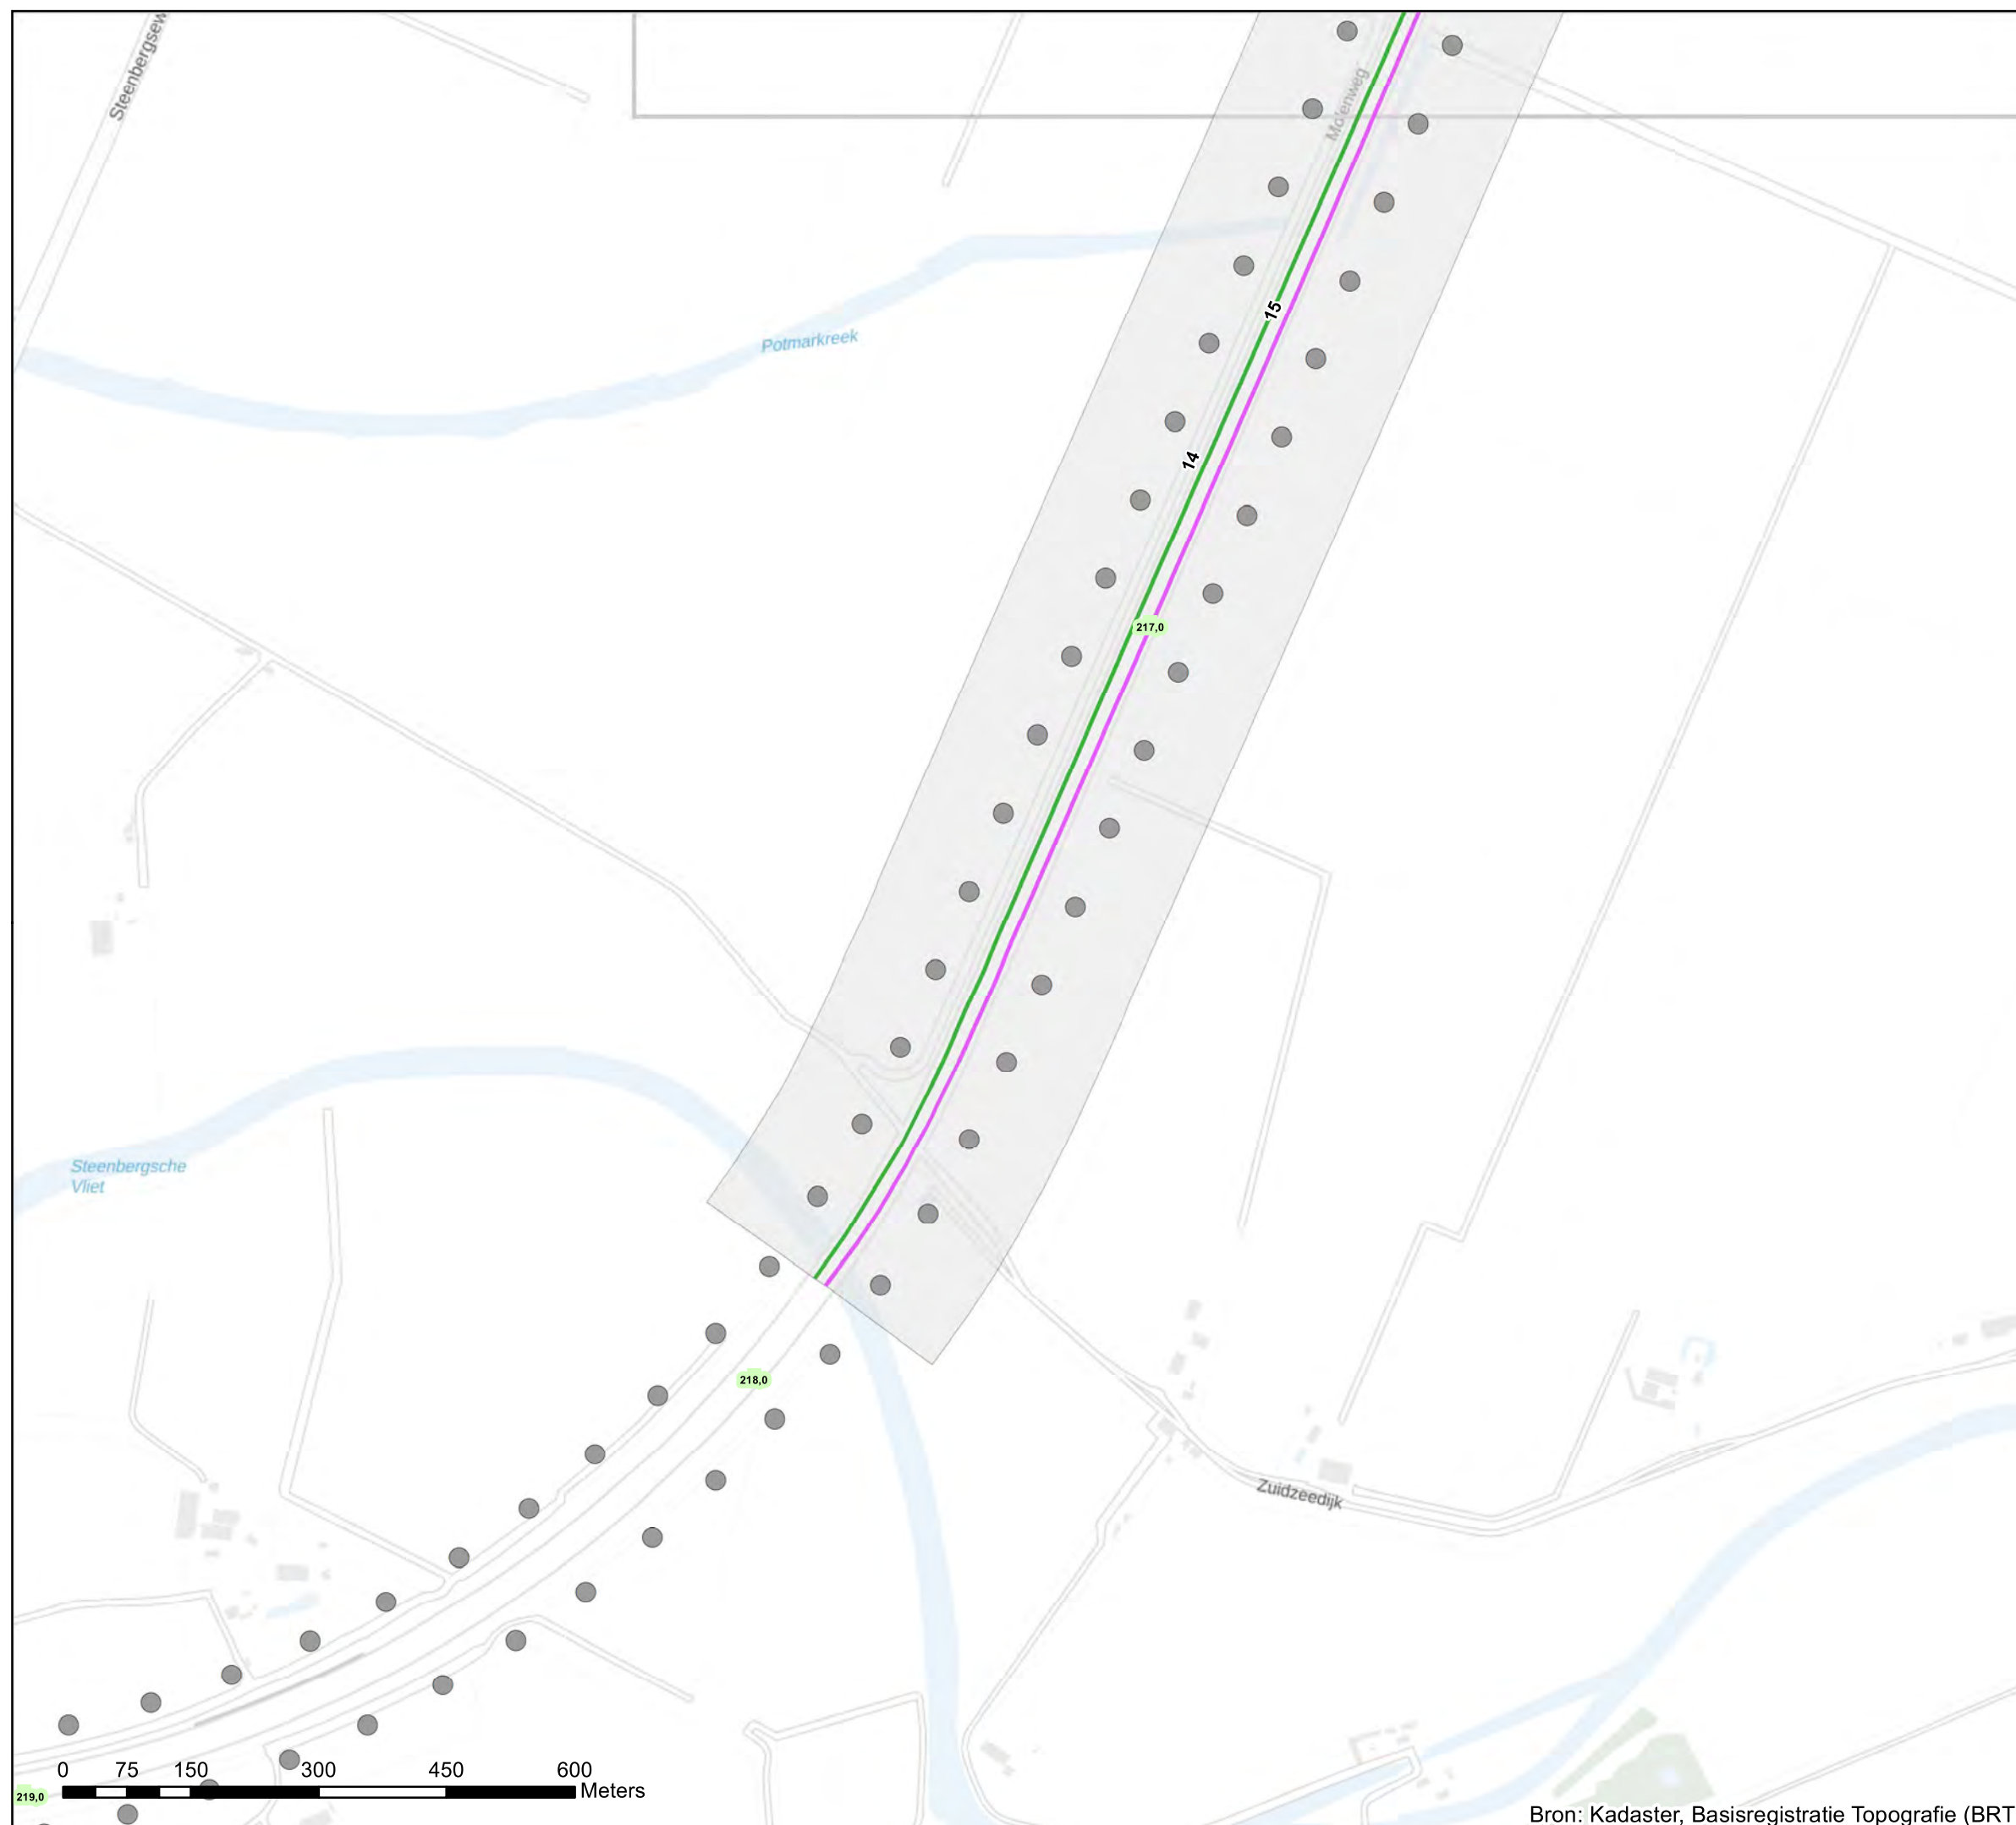 Steenbergsew
Molenweg
15
Potmarkreek
14
217,0
Steenbergsche
Vliet
218,0
Zuidzeedijk
0 75 150 300 450 600
Meters
219,0
Bron: Kadaster, Basisregistratie Topografie (BRT